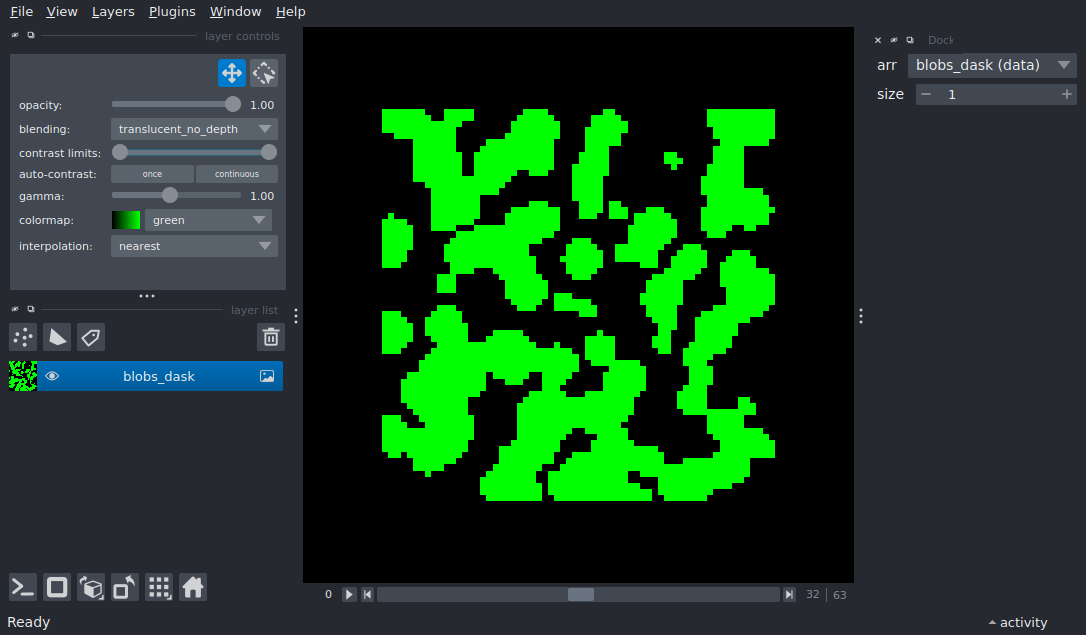 File View Layers Plugins Window Help
layer controls
opacity: 1.00
blending: translucent_no_depth
contrast limits:
auto-contrast: once continuous
gamma: 1.00
colormap: green
interpolation: nearest
layer list
blobs_dask
Dock
arr blobs_dask (data)
size 1
0 32 63
Ready
activity